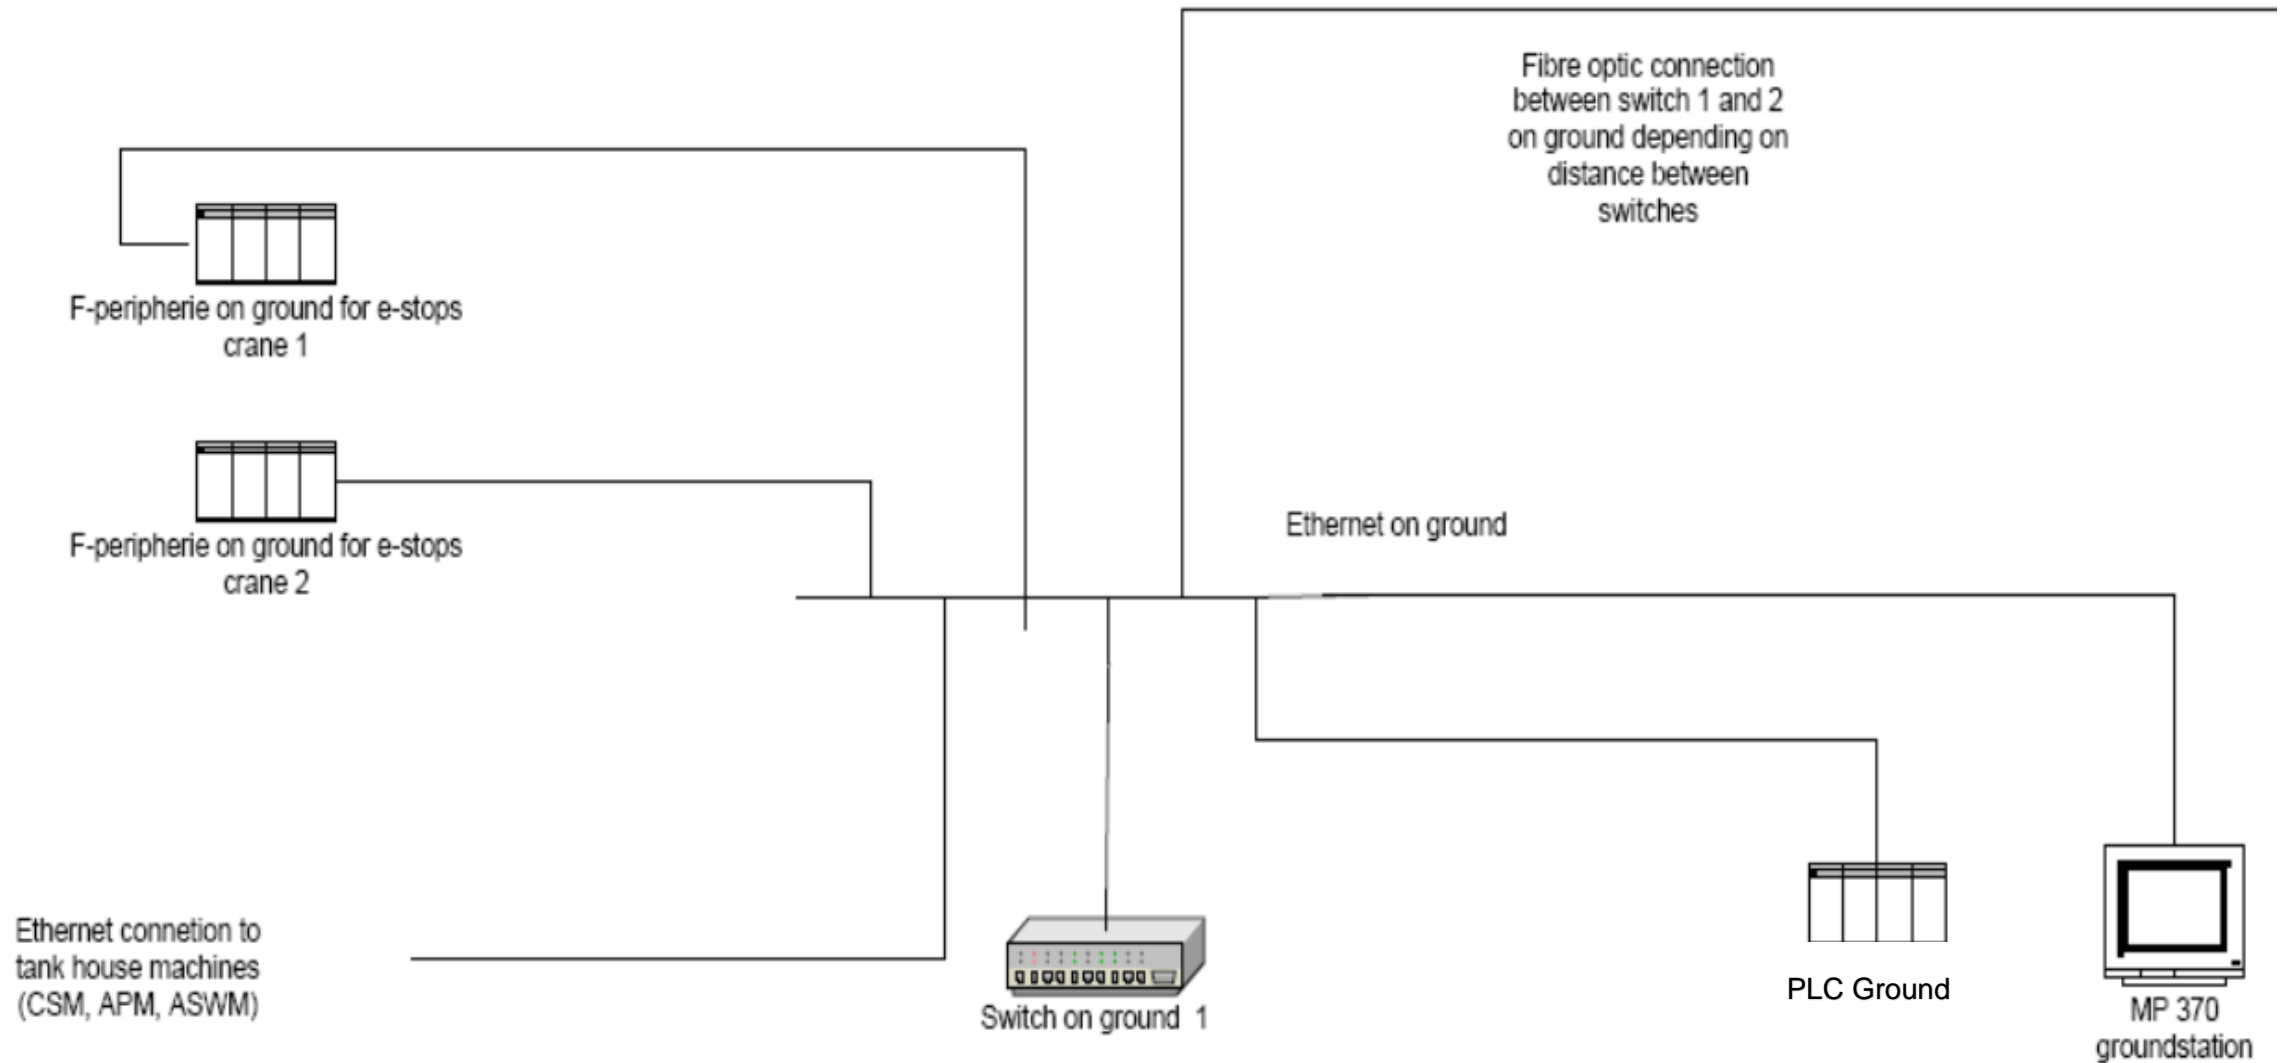 Fibre optic connection
between switch 1 and 2
on ground depending on
distance between
switches
F-peripherie on ground for e-stops
crane 1
F-peripherie on ground for e-stops
crane 2
Ethernet on ground
Ethernet connetion to
tank house machines
(CSM, APM, ASWM)
Switch on ground 1
PLC Ground
MP 370
groundstation